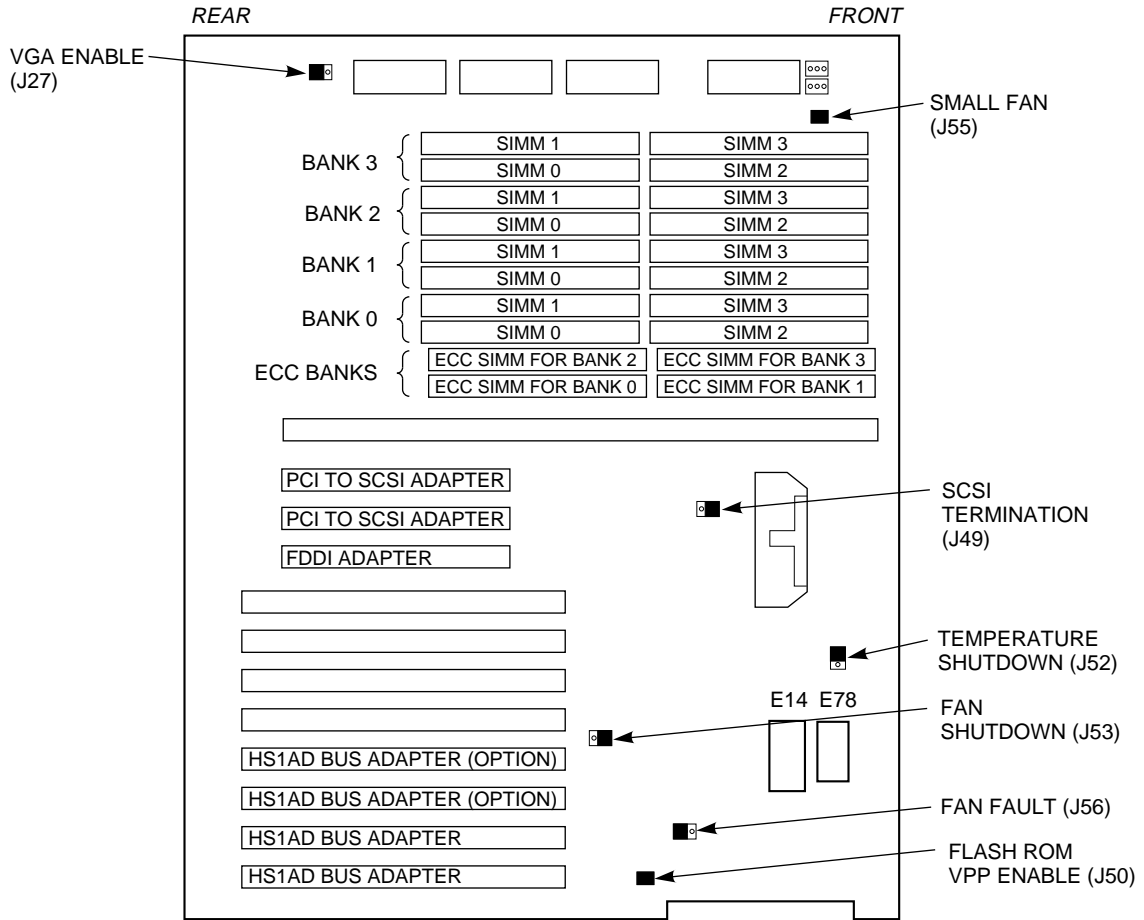 REAR
FRONT
VGA ENABLE
(J27)
SMALL FAN
(J55)
BANK 3
SIMM 1
SIMM 3
SIMM 0
SIMM 2
BANK 2
SIMM 1
SIMM 3
SIMM 0
SIMM 2
BANK 1
SIMM 1
SIMM 3
SIMM 0
SIMM 2
BANK 0
SIMM 1
SIMM 3
SIMM 0
SIMM 2
ECC BANKS
ECC SIMM FOR BANK 2
ECC SIMM FOR BANK 3
ECC SIMM FOR BANK 0
ECC SIMM FOR BANK 1
PCI TO SCSI ADAPTER
PCI TO SCSI ADAPTER
FDDI ADAPTER
SCSI
TERMINATION
(J49)
TEMPERATURE
SHUTDOWN (J52)
E14 E78
FAN
SHUTDOWN (J53)
HS1AD BUS ADAPTER (OPTION)
HS1AD BUS ADAPTER (OPTION)
HS1AD BUS ADAPTER
HS1AD BUS ADAPTER
FAN FAULT (J56)
FLASH ROM
VPP ENABLE (J50)